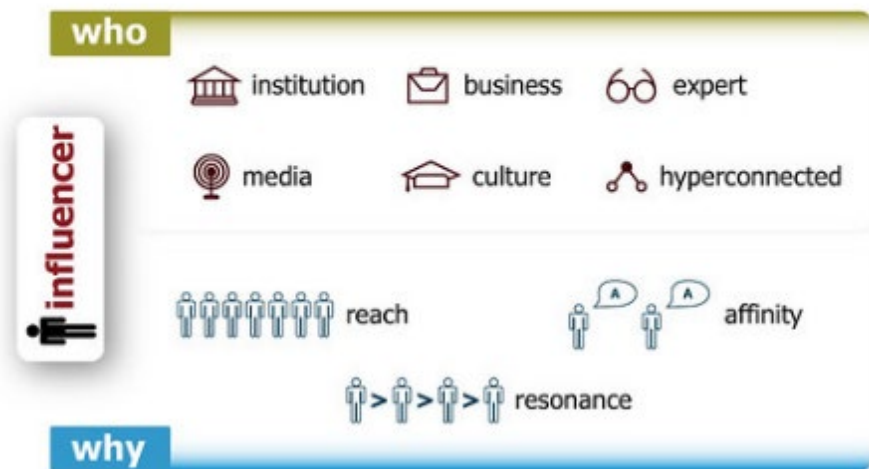 who
institution
business
expert
influencer
media
culture
hyperconnected
reach
A
A
affinity
> > >
resonance
why